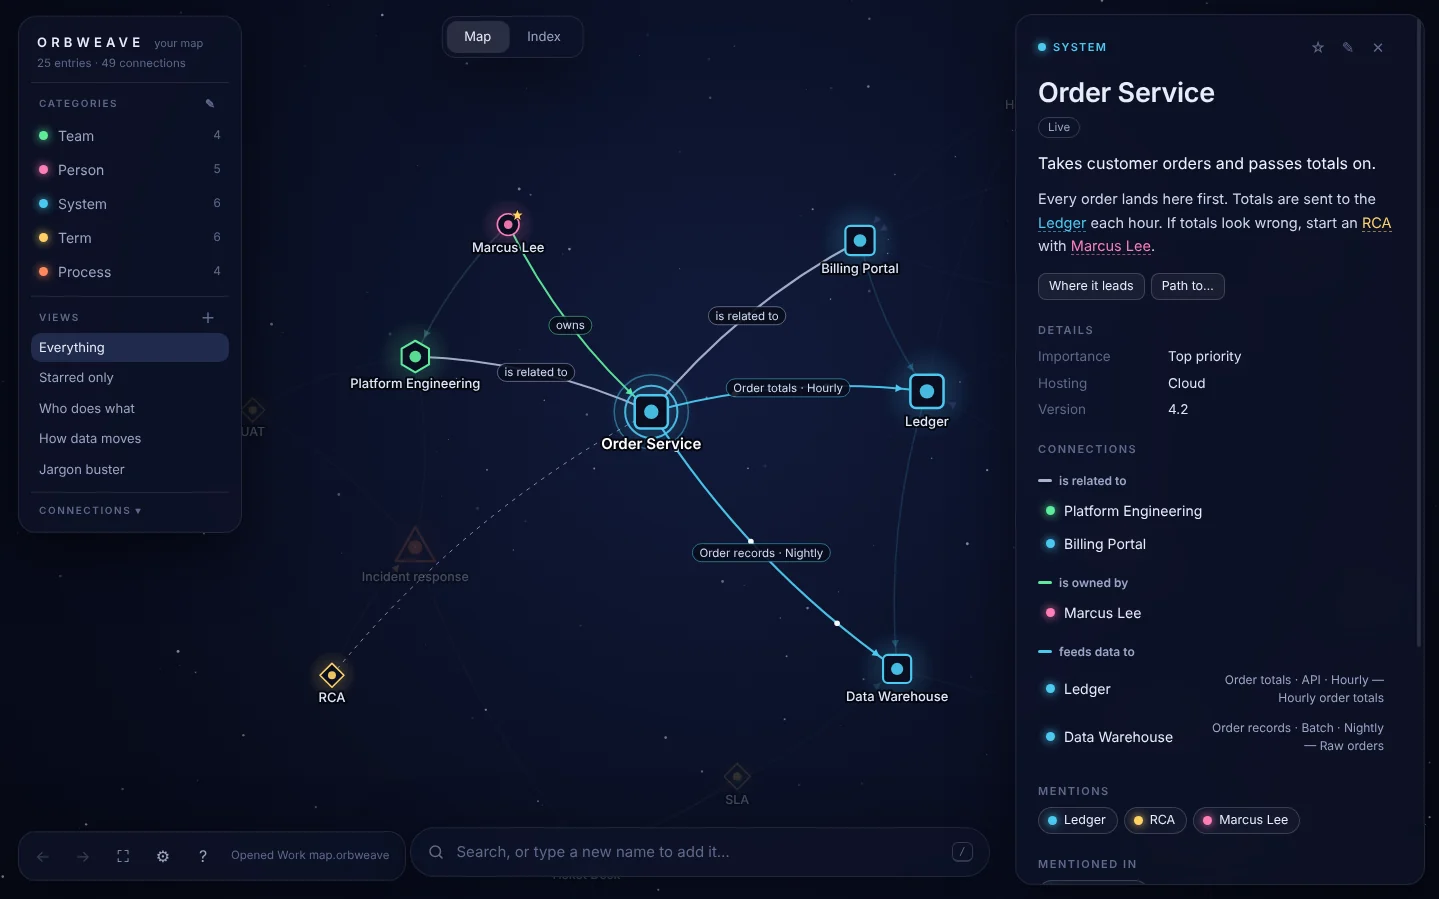 ORBWEAVE your map
25 entries · 49 connections
CATEGORIES
Team 4
Person 5
System 6
Term 6
Process 4
VIEWS
Everything
Starred only
Who does what
How data moves
Jargon buster
CONNECTIONS ▾
Map
Index
Marcus Lee
Billing Portal
owns
is related to
is related to
Platform Engineering
Order totals · Hourly
Ledger
UAT
Order Service
Order records · Nightly
Incident response
RCA
Data Warehouse
SLA
? Opened Work map.orbweave
Search, or type a new name to add it... /
SYSTEM
Order Service
Live
Takes customer orders and passes totals on.
Every order lands here first. Totals are sent to the
Ledger each hour. If totals look wrong, start an RCA
with Marcus Lee.
Where it leads
Path to...
DETAILS
Importance Top priority
Hosting Cloud
Version 4.2
CONNECTIONS
is related to
Platform Engineering
Billing Portal
is owned by
Marcus Lee
feeds data to
Ledger
Order totals · API · Hourly —
Hourly order totals
Data Warehouse
Order records · Batch · Nightly
— Raw orders
MENTIONS
Ledger
RCA
Marcus Lee
MENTIONED IN